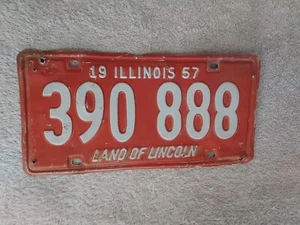 19 ILLINOIS 57
390 888
LAND OF LINCOLN